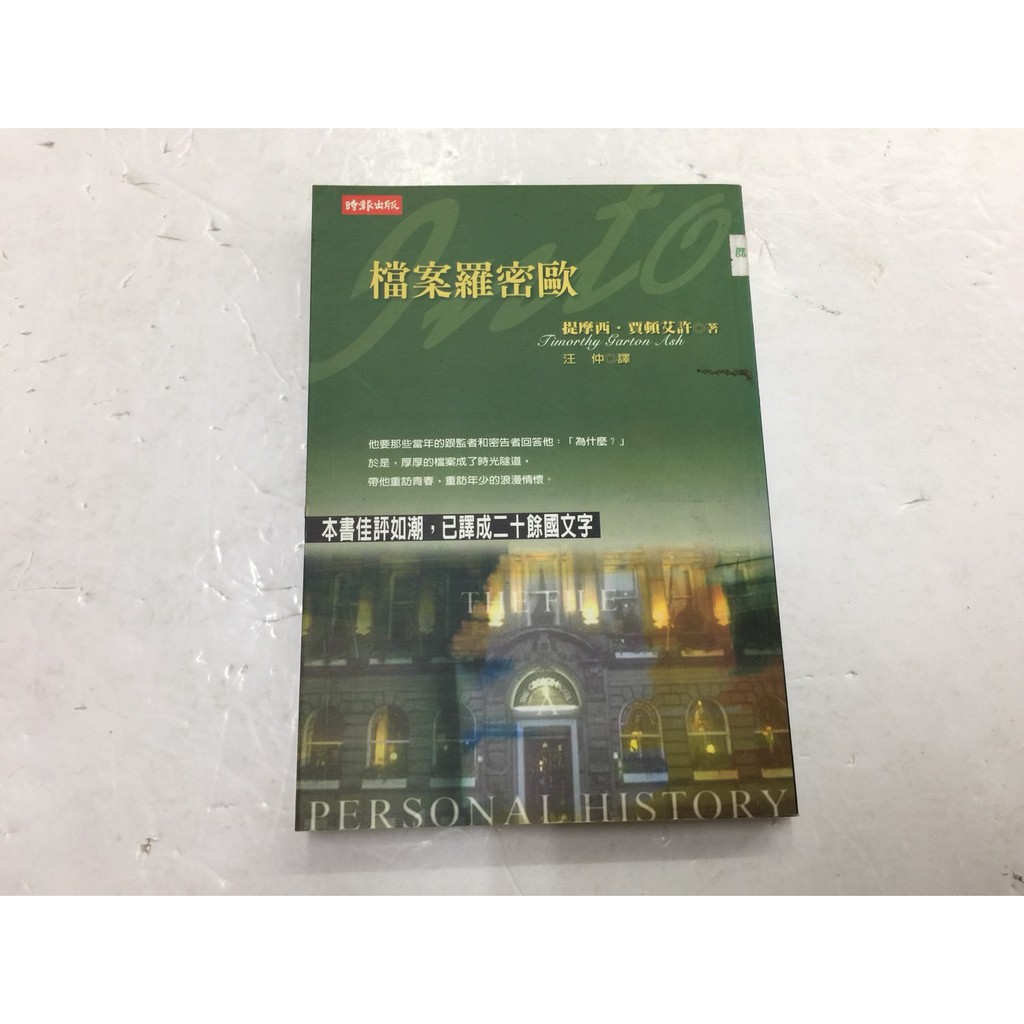 時報出版
Into
檔案羅密歐
提摩西・賈頓艾許◎著
Timorthy Garton Ash
汪 仲◎譯
他要那些當年的跟監者和密告者回答他：「為什麼？」
於是，厚厚的檔案成了時光隧道，
帶他重訪青春，重訪年少的浪漫情懷。
本書佳評如潮，已譯成二十餘國文字
THE FILE
A
PERSONAL HISTORY